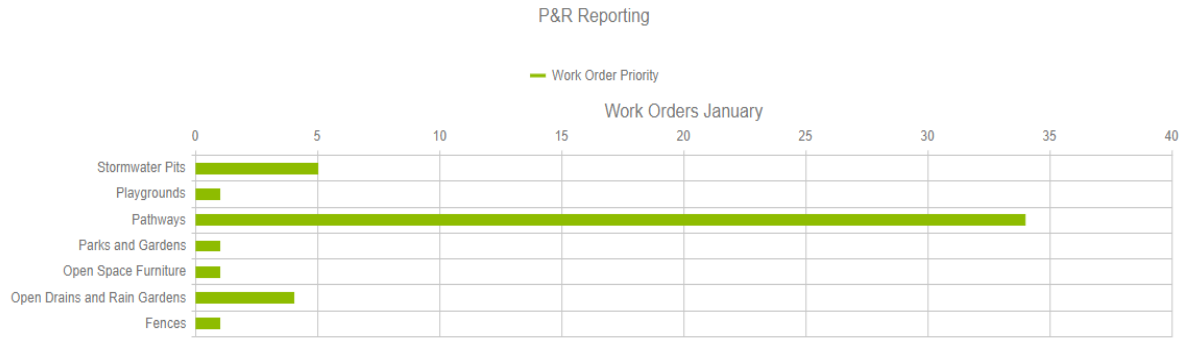 P&R Reporting
Work Order Priority
Work Orders January
0 5 10 15 20 25 30 35 40
Stormwater Pits
Playgrounds
Pathways
Parks and Gardens
Open Space Furniture
Open Drains and Rain Gardens
Fences